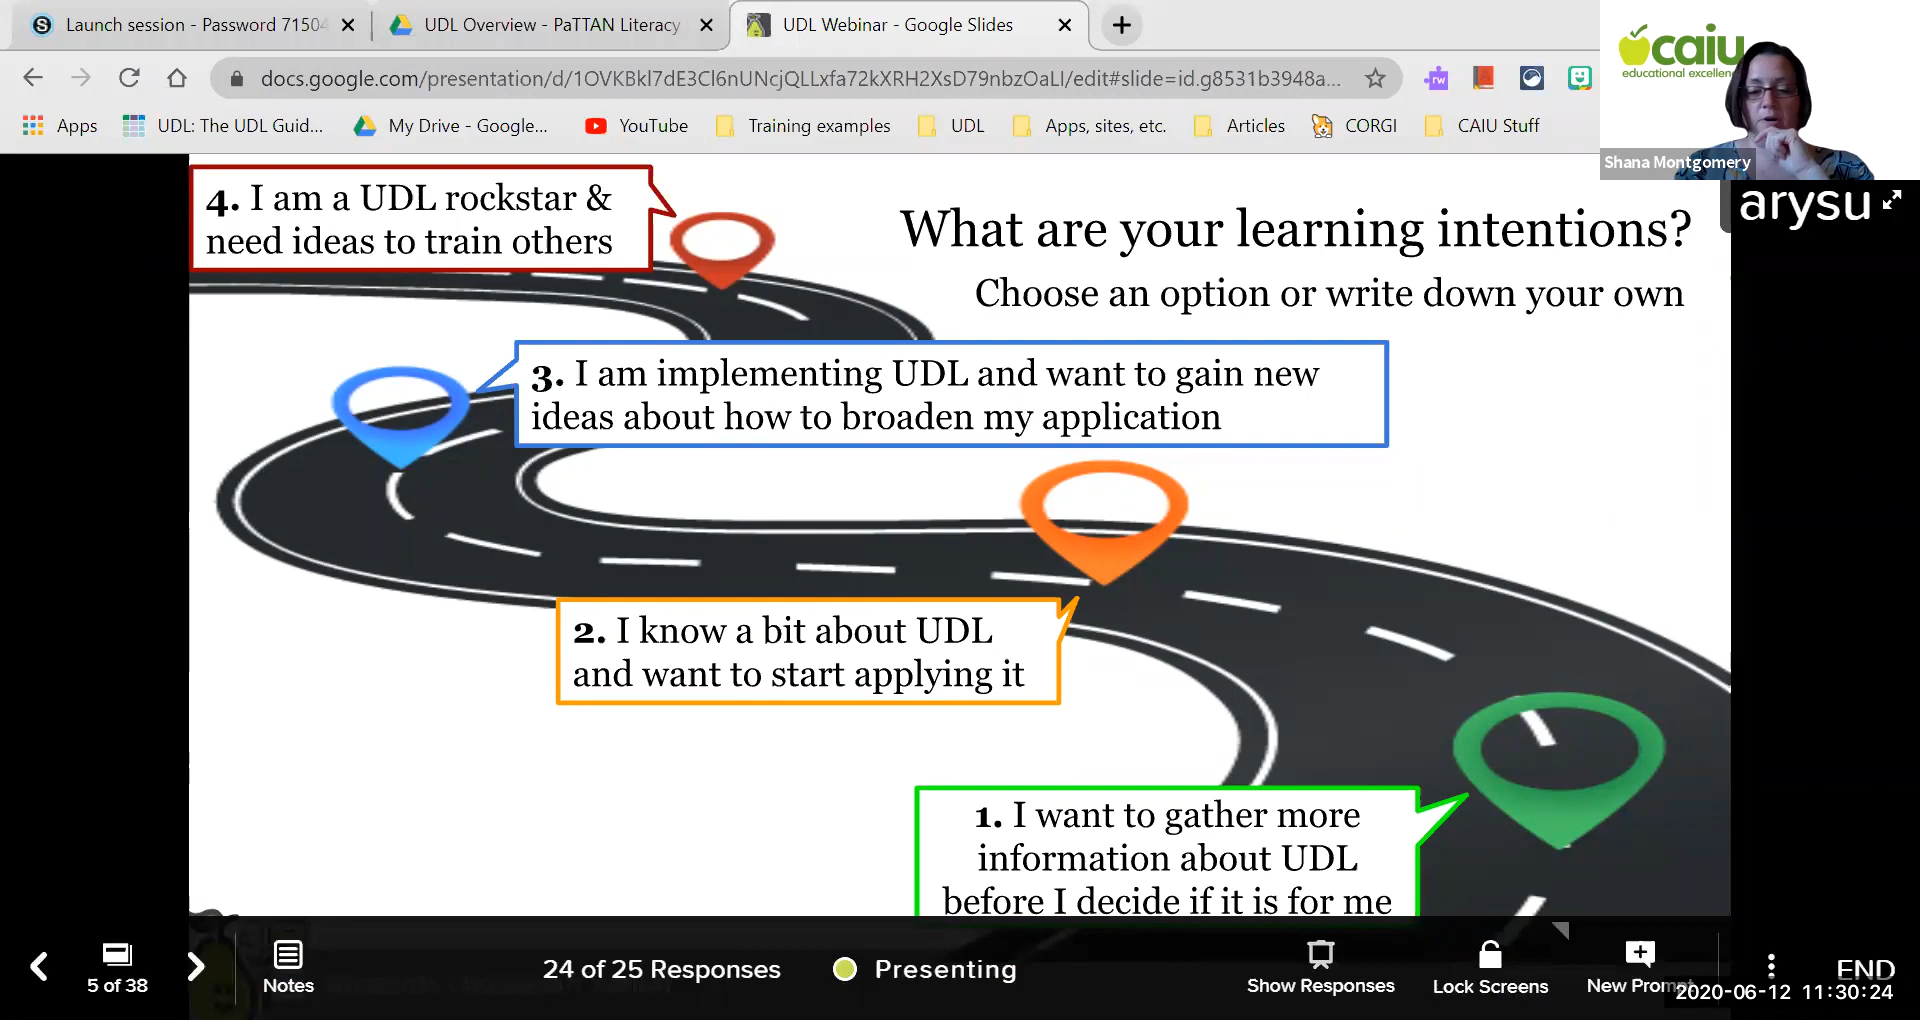 Launch session - Password 71504
UDL Overview - PaTTAN Literacy
UDL Webinar - Google Slides
docs.google.com/presentation/d/1OVKBkl7dE3Cl6nUNcjQLLxfa72kXRH2XsD79nbzOaLI/edit#slide=id.g8531b3948a...
rw
Apps
UDL: The UDL Guid...
My Drive - Google...
YouTube
Training examples
UDL
Apps, sites, etc.
Articles
CORGI
CAIU Stuff
caiu
educational excellen
Shana Montgomery
arysu
4. I am a UDL rockstar &
need ideas to train others
What are your learning intentions?
Choose an option or write down your own
3. I am implementing UDL and want to gain new
ideas about how to broaden my application
2. I know a bit about UDL
and want to start applying it
1. I want to gather more
information about UDL
before I decide if it is for me
5 of 38
Notes
24 of 25 Responses
Presenting
Show Responses
Lock Screens
New Prompt
END
2020-06-12 11:30:24